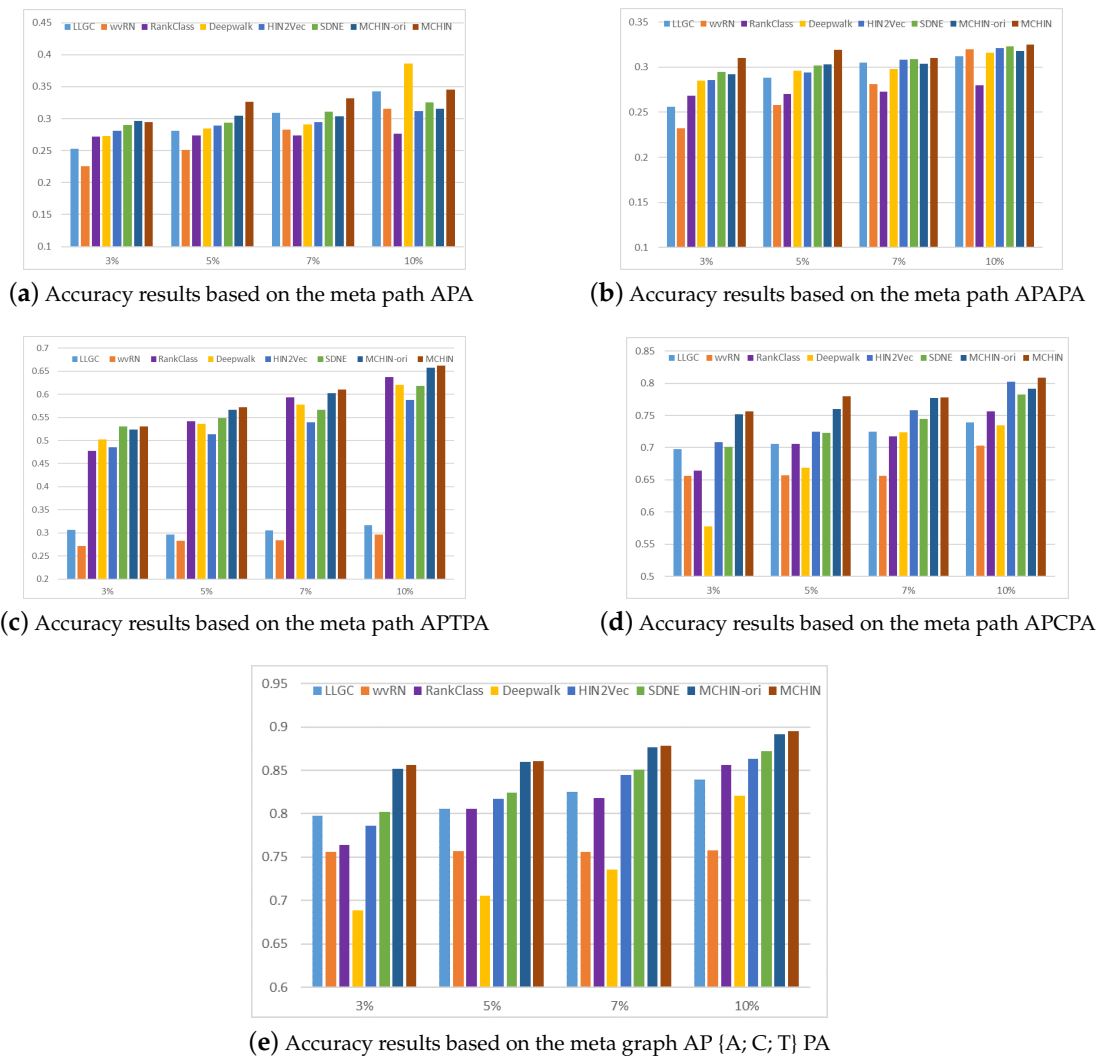 LLGC wvRN RankClass Deepwalk HIN2Vec SDNE MCHIN-ori MCHIN
0.45
0.4
0.35
0.3
0.25
0.2
0.15
0.1
3% 5% 7% 10%
(a) Accuracy results based on the meta path APA
LLGC wvRN RankClass Deepwalk HIN2Vec SDNE MCHIN-ori MCHIN
0.35
0.3
0.25
0.2
0.15
0.1
3% 5% 7% 10%
(b) Accuracy results based on the meta path APAPA
0.7
LLGC wvRN RankClass Deepwalk HIN2Vec SDNE MCHIN-ori MCHIN
0.65
0.6
0.55
0.5
0.45
0.4
0.35
0.3
0.25
0.2
3% 5% 7% 10%
(c) Accuracy results based on the meta path APTPA
0.85
LLGC wvRN RankClass Deepwalk HIN2Vec SDNE MCHIN-ori MCHIN
0.8
0.75
0.7
0.65
0.6
0.55
0.5
3% 5% 7% 10%
(d) Accuracy results based on the meta path APCPA
0.95
LLGC wvRN RankClass Deepwalk HIN2Vec SDNE MCHIN-ori MCHIN
0.9
0.85
0.8
0.75
0.7
0.65
0.6
3% 5% 7% 10%
(e) Accuracy results based on the meta graph AP {A; C; T} PA